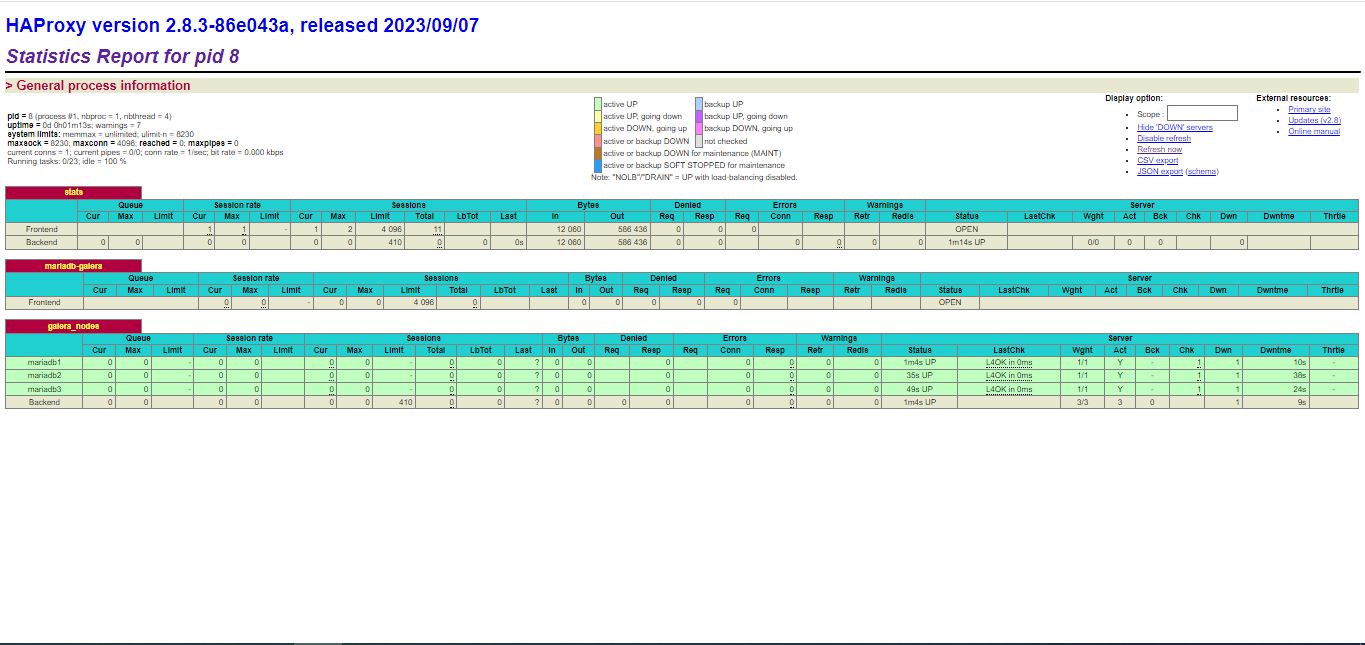 HAProxy version 2.8.3-86e043a, released 2023/09/07
Statistics Report for pid 8
> General process information
pid = 8 (process #1, nbproc = 1, nbthread = 4)
uptime = 0d 0h01m13s; warnings = 7
system limits: memmax = unlimited; ulimit-n = 8230
maxsock = 8230; maxconn = 4096; reached = 0; maxpipes = 0
current conns = 1; current pipes = 0/0; conn rate = 1/sec; bit rate = 0.000 kbps
Running tasks: 0/23; idle = 100 %
active UP backup UP
active UP, going down backup UP, going down
active DOWN, going up backup DOWN, going up
active or backup DOWN not checked
active or backup DOWN for maintenance (MAINT)
active or backup SOFT STOPPED for maintenance
Note: "NOLB"/"DRAIN" = UP with load-balancing disabled.
Display option:
Scope :
Hide 'DOWN' servers
Disable refresh
Refresh now
CSV export
JSON export (schema)
External resources:
Primary site
Updates (v2.8)
Online manual
stats
Queue Session rate Sessions Bytes Denied Errors Warnings Server
Cur Max Limit Cur Max Limit Cur Max Limit Total LbTot Last In Out Req Resp Req Conn Resp Retr Redis Status LastChk Wght Act Bck Chk Dwn Dwntme Thrtle
Frontend 1 1 - 1 2 4 096 11 12 060 586 436 0 0 0 OPEN
Backend 0 0 0 0 0 0 410 0 0 0s 12 060 586 436 0 0 0 0 0 0 1m14s UP 0/0 0 0 0
mariadb-galera
Queue Session rate Sessions Bytes Denied Errors Warnings Server
Cur Max Limit Cur Max Limit Cur Max Limit Total LbTot Last In Out Req Resp Req Conn Resp Retr Redis Status LastChk Wght Act Bck Chk Dwn Dwntme Thrtle
Frontend 0 0 - 0 0 4 096 0 0 0 0 0 0 OPEN
galera_nodes
Queue Session rate Sessions Bytes Denied Errors Warnings Server
Cur Max Limit Cur Max Limit Cur Max Limit Total LbTot Last In Out Req Resp Req Conn Resp Retr Redis Status LastChk Wght Act Bck Chk Dwn Dwntme Thrtle
mariadb1 0 0 - 0 0 0 0 - 0 0 ? 0 0 0 0 0 0 0 1m4s UP L4OK in 0ms 1/1 Y - 1 1 10s -
mariadb2 0 0 - 0 0 0 0 - 0 0 ? 0 0 0 0 0 0 0 35s UP L4OK in 0ms 1/1 Y - 1 1 38s -
mariadb3 0 0 - 0 0 0 0 - 0 0 ? 0 0 0 0 0 0 0 49s UP L4OK in 0ms 1/1 Y - 1 1 24s -
Backend 0 0 0 0 0 0 410 0 0 ? 0 0 0 0 0 0 0 0 1m4s UP 3/3 3 0 1 9s